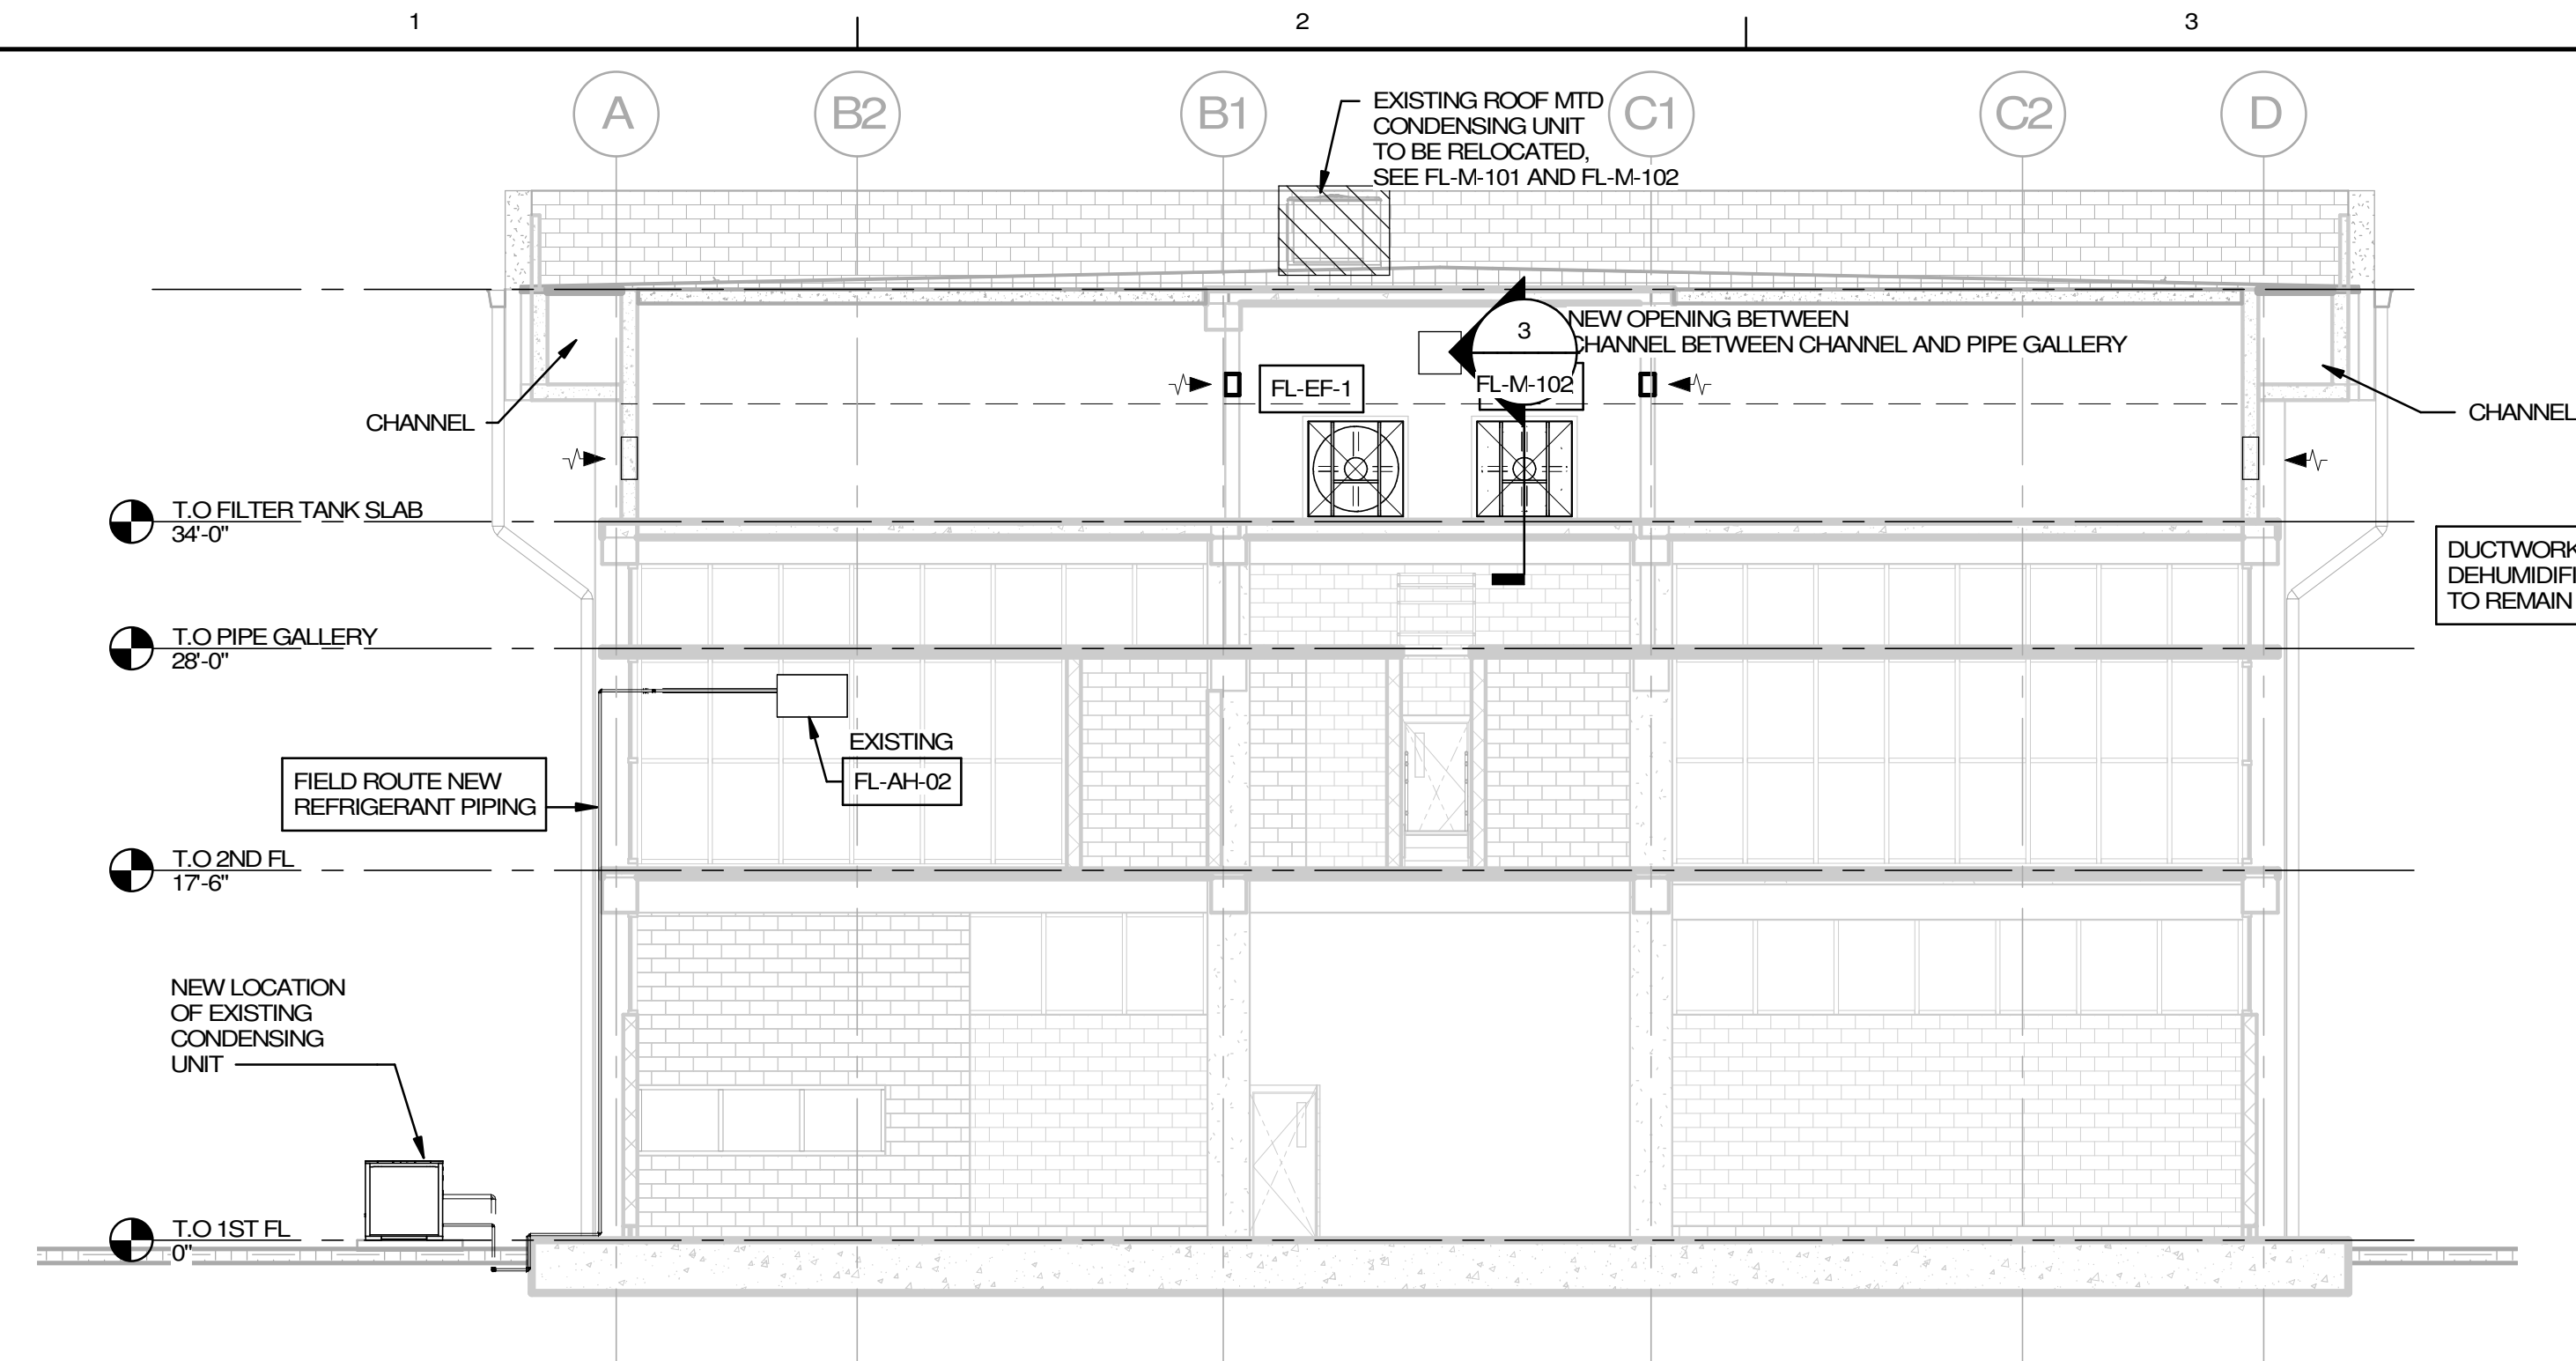 1
2
3
A
B2
B1
C1
C2
D
EXISTING ROOF MTD
CONDENSING UNIT
TO BE RELOCATED,
SEE FL-M-101 AND FL-M-102
3
FL-M-102
NEW OPENING BETWEEN
CHANNEL BETWEEN CHANNEL AND PIPE GALLERY
FL-EF-1
CHANNEL
CHANNEL
T.O FILTER TANK SLAB
34'-0"
DUCTWORK
DEHUMIDIFI
TO REMAIN
T.O PIPE GALLERY
28'-0"
EXISTING
FL-AH-02
FIELD ROUTE NEW
REFRIGERANT PIPING
T.O 2ND FL
17'-6"
NEW LOCATION
OF EXISTING
CONDENSING
UNIT
T.O 1ST FL
0"